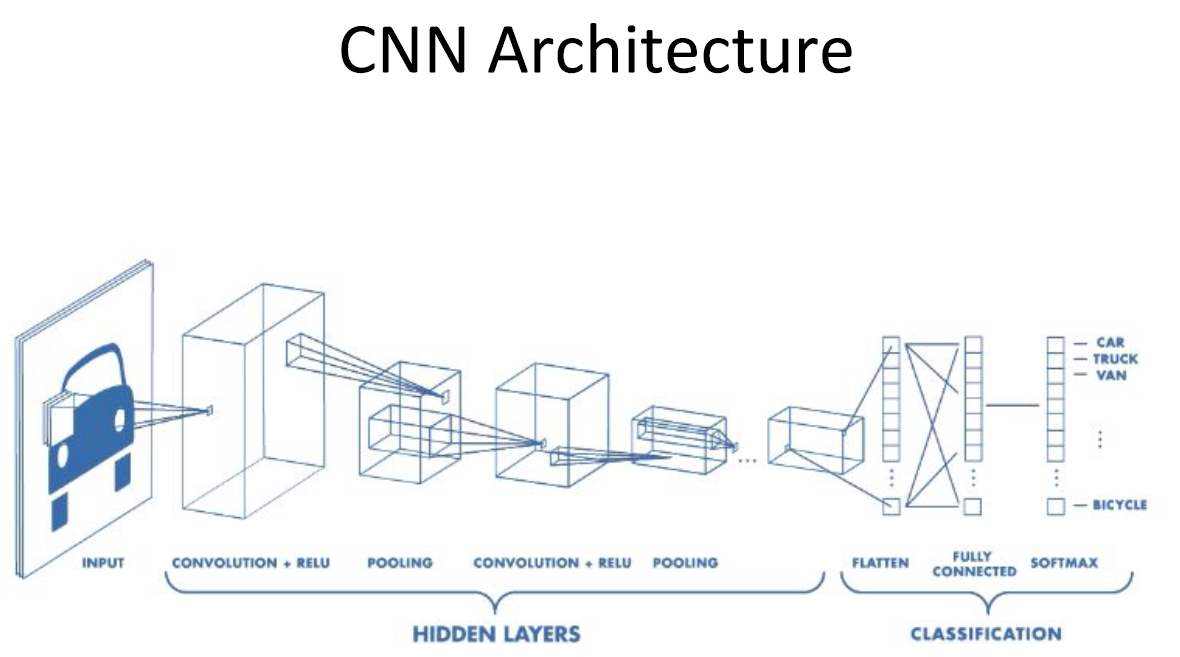 CNN Architecture
CAR
TRUCK
VAN
BICYCLE
INPUT
CONVOLUTION + RELU
POOLING
CONVOLUTION + RELU
POOLING
FLATTEN
FULLY
CONNECTED
SOFTMAX
HIDDEN LAYERS
CLASSIFICATION